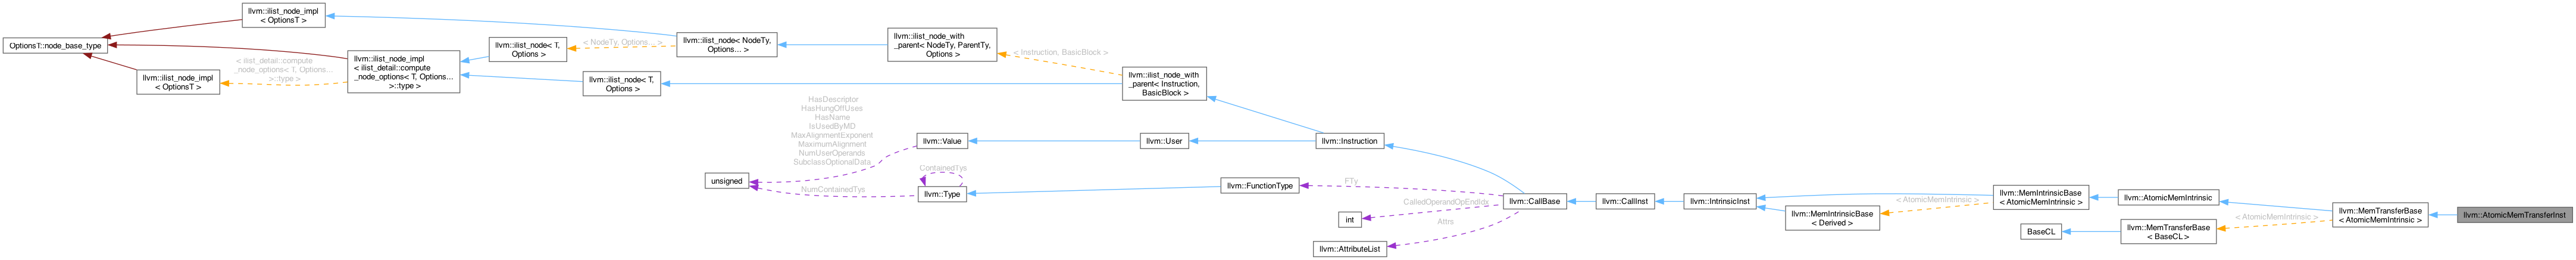 llvm::ilist_node_impl
< OptionsT >
OptionsT::node_base_type
< ilist_detail::compute
_node_options< T, Options...
>::type >
llvm::ilist_node_impl
< OptionsT >
llvm::ilist_node_impl
< ilist_detail::compute
_node_options< T, Options...
>::type >
llvm::ilist_node< T,
Options >
< NodeTy, Options... >
llvm::ilist_node< T,
Options >
llvm::ilist_node< NodeTy,
Options... >
llvm::ilist_node_with
_parent< NodeTy, ParentTy,
Options >
< Instruction, BasicBlock >
llvm::ilist_node_with
_parent< Instruction,
BasicBlock >
HasDescriptor
HasHungOffUses
HasName
IsUsedByMD
MaxAlignmentExponent
MaximumAlignment
NumUserOperands
SubclassOptionalData
unsigned
NumContainedTys
llvm::Value
ContainedTys
llvm::Type
llvm::User
llvm::FunctionType
llvm::Instruction
FTy
int
CalledOperandOpEndIdx
Attrs
llvm::AttributeList
llvm::CallBase
llvm::CallInst
llvm::IntrinsicInst
llvm::MemIntrinsicBase
< Derived >
< AtomicMemIntrinsic >
llvm::MemIntrinsicBase
< AtomicMemIntrinsic >
BaseCL
llvm::AtomicMemIntrinsic
llvm::MemTransferBase
< BaseCL >
< AtomicMemIntrinsic >
llvm::MemTransferBase
< AtomicMemIntrinsic >
llvm::AtomicMemTransferInst